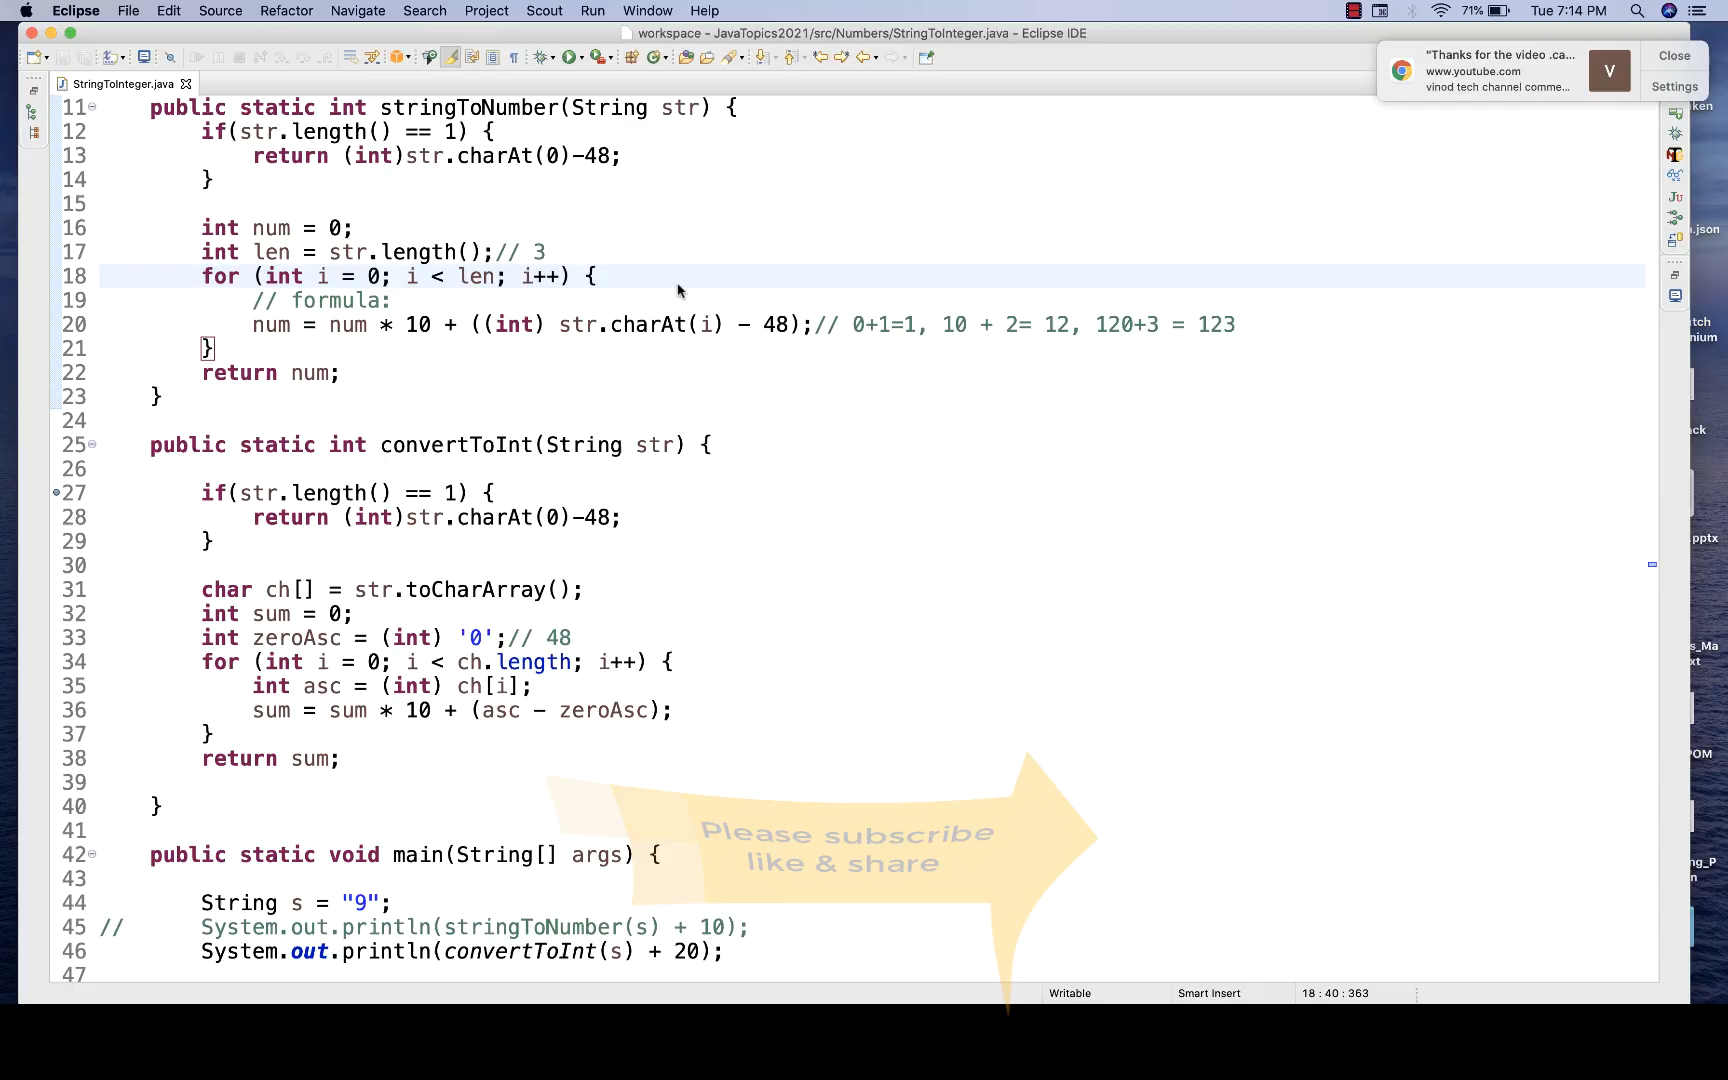 Eclipse File Edit Source Refactor Navigate Search Project Scout Run Window Help 71% Tue 7:14 PM
workspace - JavaTopics2021/src/Numbers/StringToInteger.java - Eclipse IDE
"Thanks for the video .ca...
www.youtube.com
vinod tech channel comme...
V
Close
Settings
StringToInteger.java
11 public static int stringToNumber(String str) {
12 if(str.length() == 1) {
13 return (int)str.charAt(0)-48;
14 }
15
16 int num = 0;
17 int len = str.length();// 3
18 for (int i = 0; i < len; i++) {
19 // formula:
20 num = num * 10 + ((int) str.charAt(i) - 48);// 0+1=1, 10 + 2= 12, 120+3 = 123
21 }
22 return num;
23 }
24
25 public static int convertToInt(String str) {
26
27 if(str.length() == 1) {
28 return (int)str.charAt(0)-48;
29 }
30
31 char ch[] = str.toCharArray();
32 int sum = 0;
33 int zeroAsc = (int) '0';// 48
34 for (int i = 0; i < ch.length; i++) {
35 int asc = (int) ch[i];
36 sum = sum * 10 + (asc - zeroAsc);
37 }
38 return sum;
39
40 }
41
42 public static void main(String[] args) {
43
44 String s = "9";
45 // System.out.println(stringToNumber(s) + 10);
46 System.out.println(convertToInt(s) + 20);
47
Please subscribe
like & share
Writable Smart Insert 18 : 40 : 363